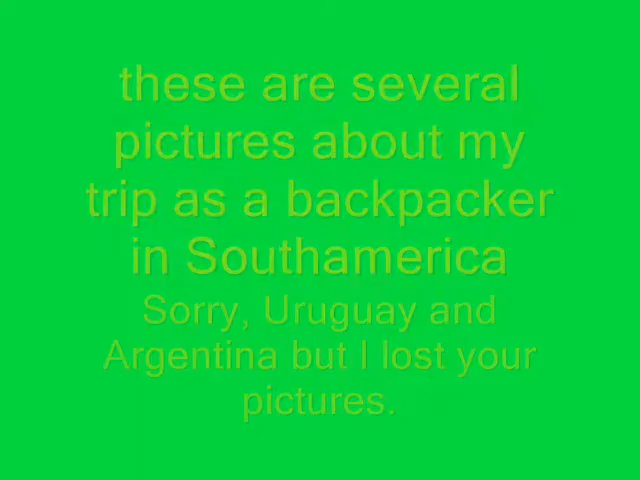 these are several
pictures about my
trip as a backpacker
in Southamerica
Sorry, Uruguay and
Argentina but I lost your
pictures.